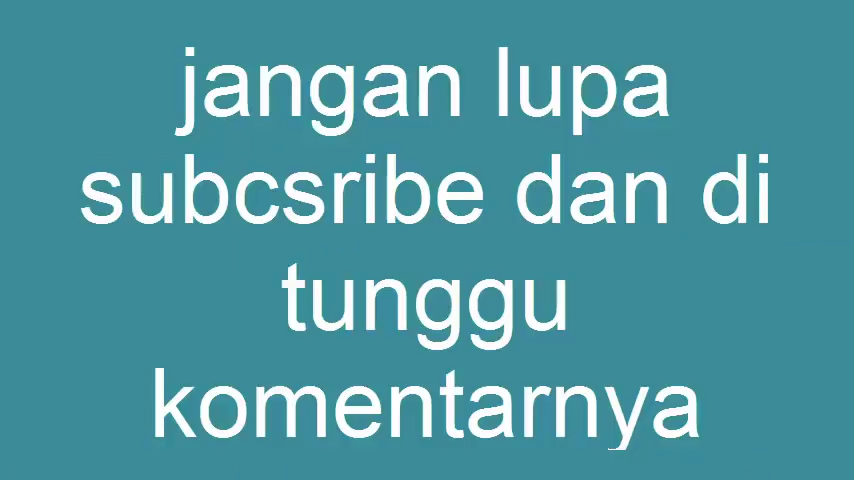 jangan lupa
subcsribe dan di
tunggu
komentarnya